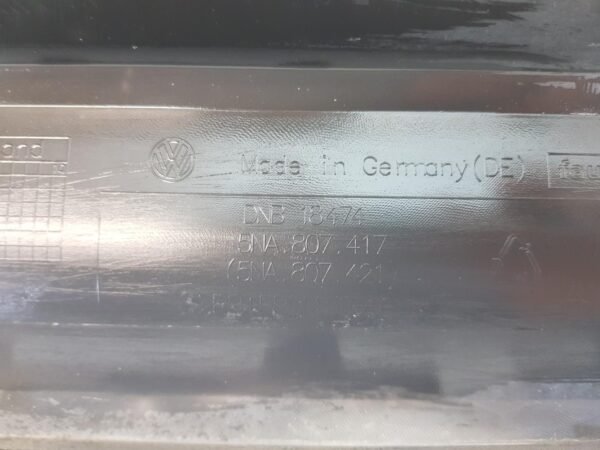 Made in Germany (DE)
DNB 18474
5NA.807.417
(5NA.807.421)